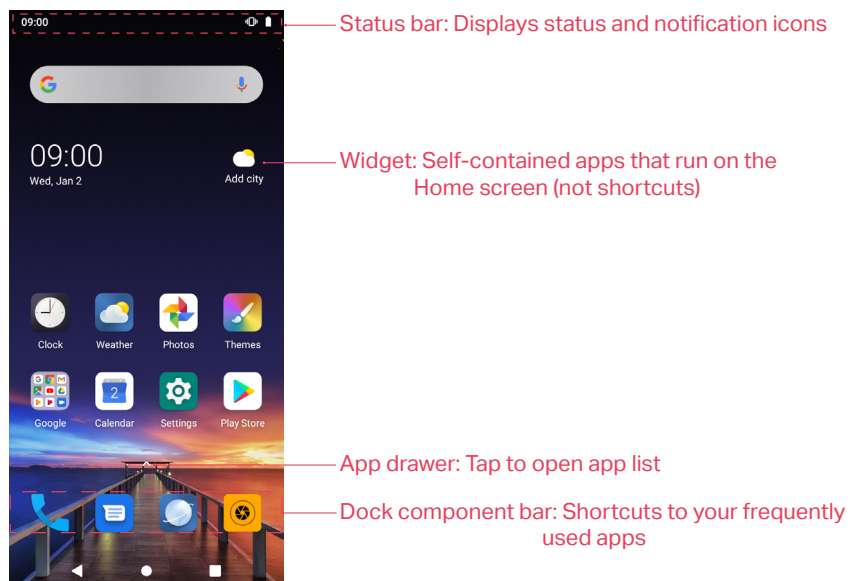 09:00
Status bar: Displays status and notification icons
G
09:00
Wed, Jan 2
Add city
Widget: Self-contained apps that run on the
Home screen (not shortcuts)
Clock
Weather
Photos
Themes
2
Google
Calendar
Settings
Play Store
App drawer: Tap to open app list
Dock component bar: Shortcuts to your frequently
used apps